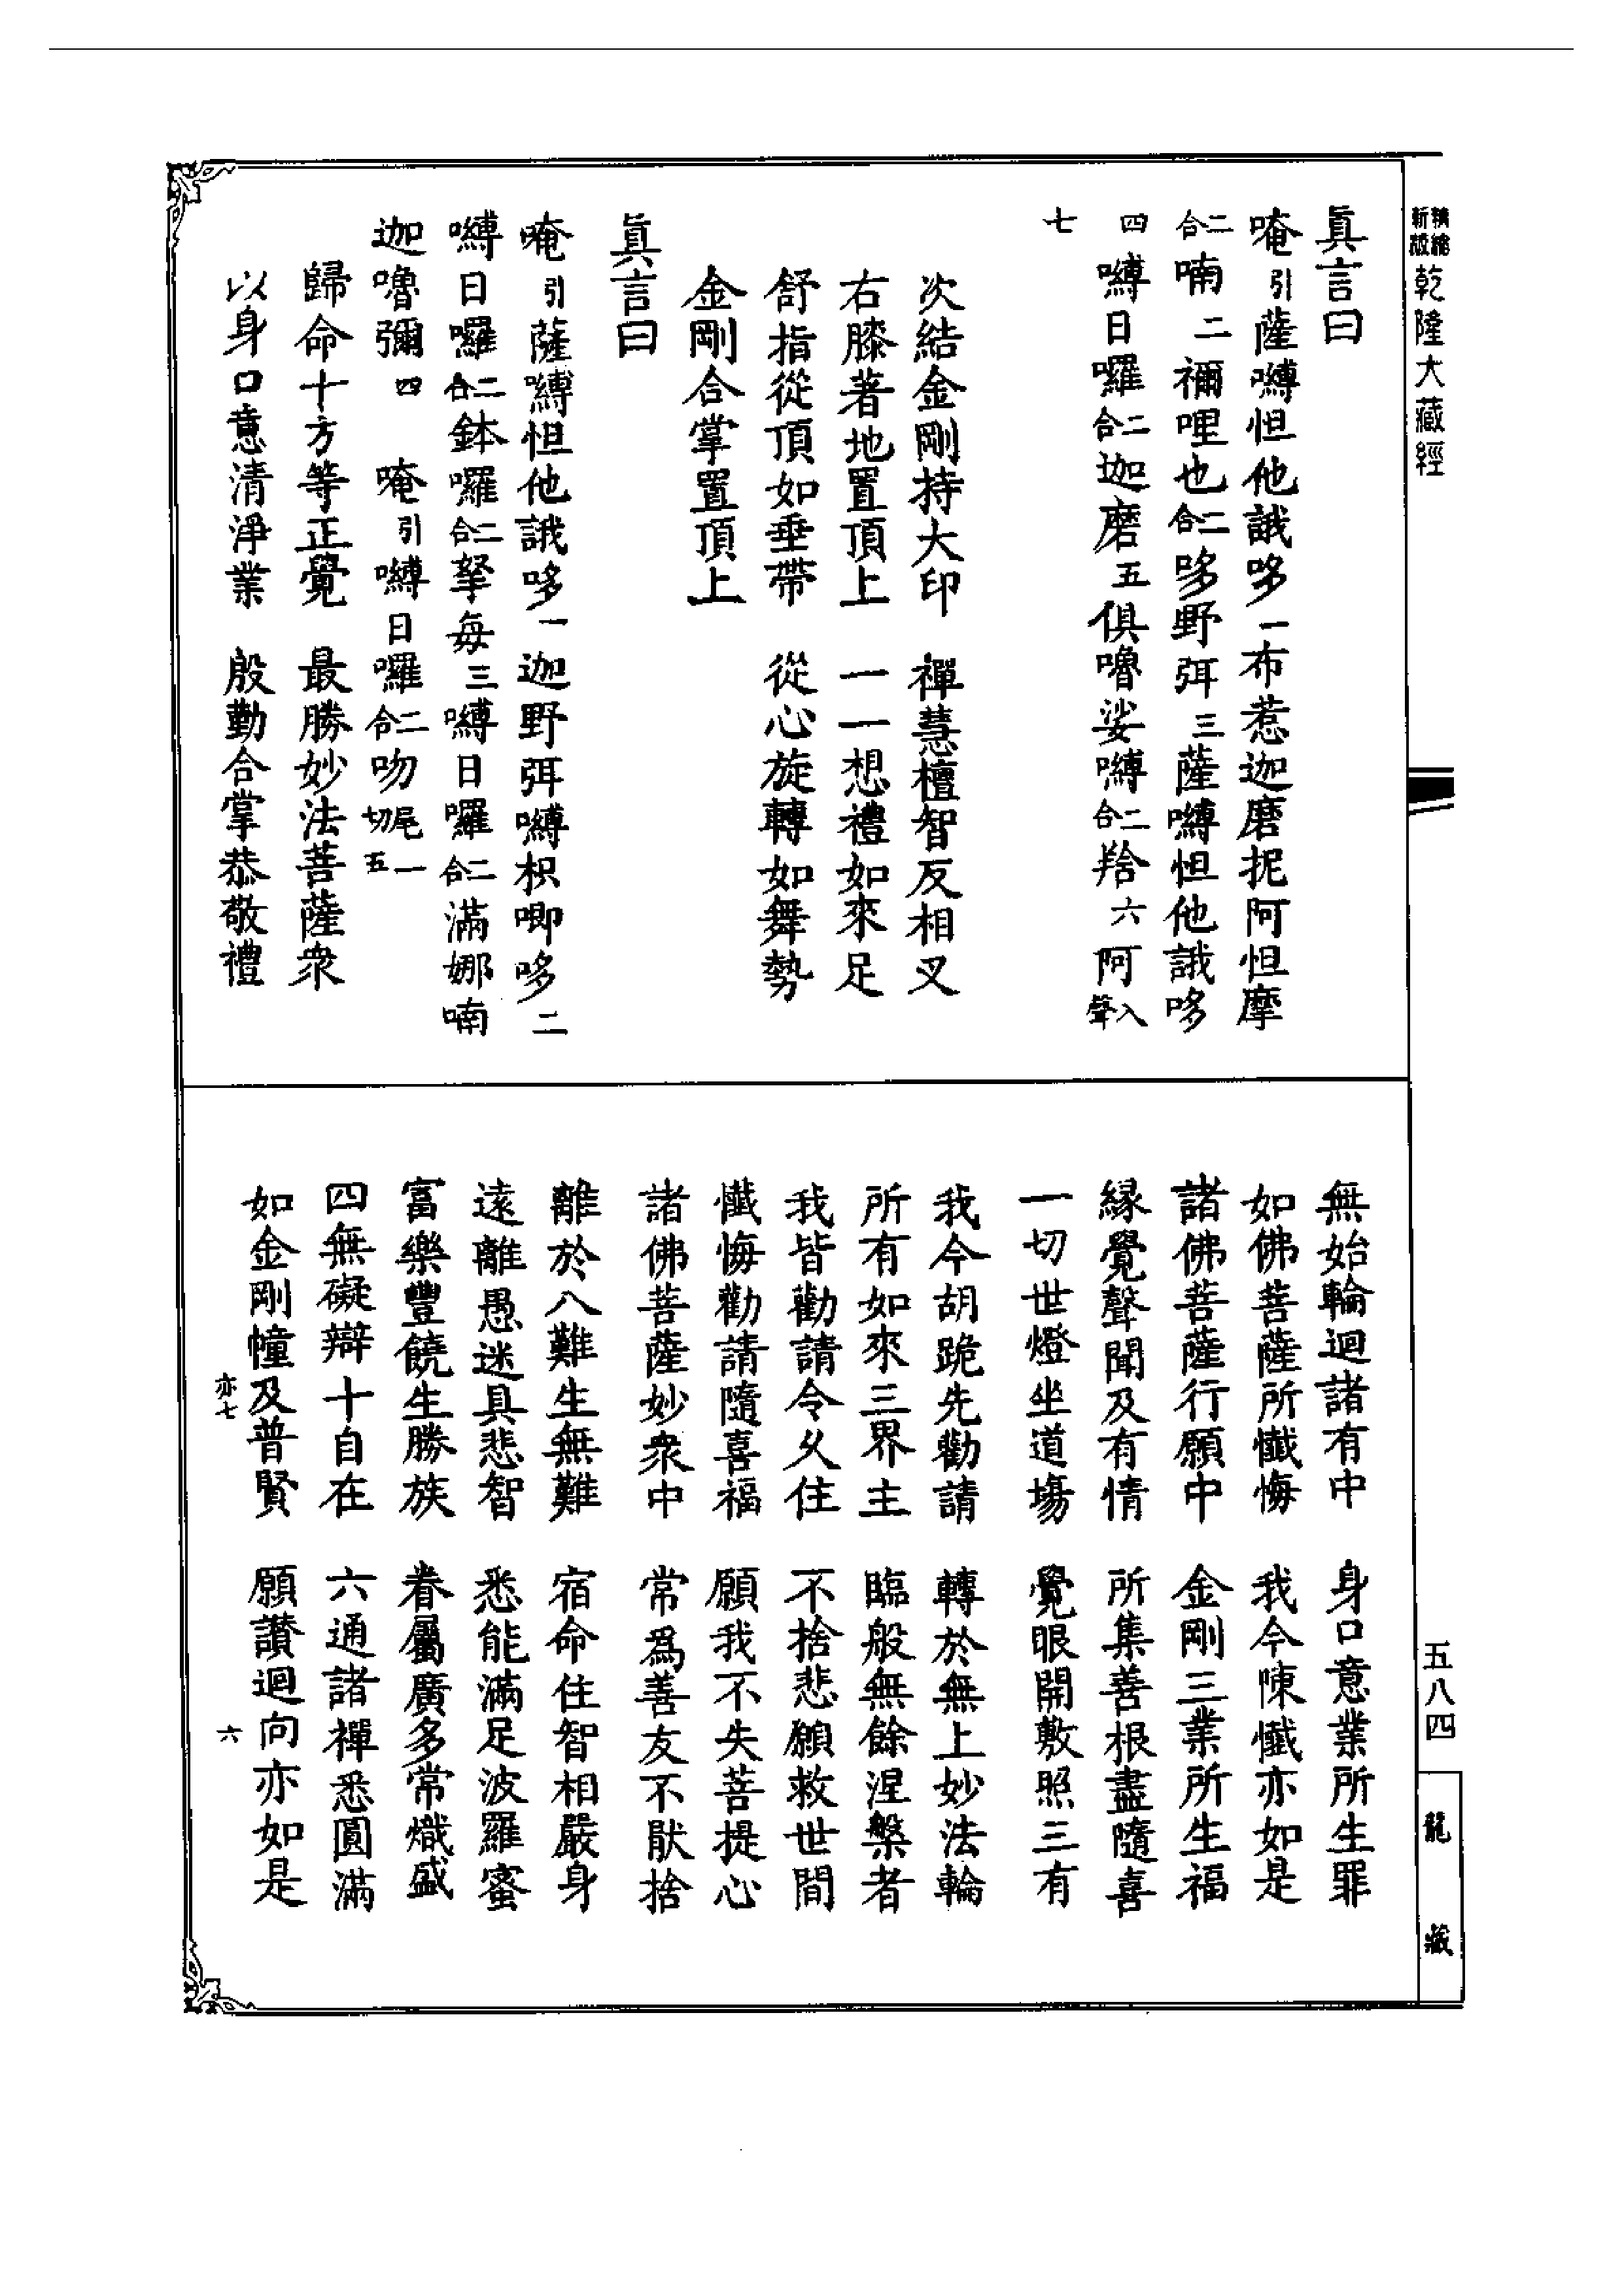 精縮新版 乾隆大藏經
真言曰
唵引薩嚩怛他誐哆一布惹迦磨抳阿怛摩
二合喃二禰哩也二合哆野弭三薩嚩怛他誐哆
四嚩日囉二合迦磨五俱嚕娑嚩二合𢬵六阿入聲
七
次結金剛持大印　禪慧檀智反相叉
右膝著地置頂上　一一想禮如來足
舒指從頂如垂帶　從心旋轉如舞勢
金剛合掌置頂上
真言曰
唵引薩嚩怛他誐哆一迦野弭嚩枳唧哆二
嚩日囉二合鉢囉二合拏每三嚩日囉二合滿娜喃
迦嚕彌四　唵引嚩日囉二合吻尾一切五
歸命十方等正覺　最勝妙法菩薩衆
以身口意清淨業　殷勤合掌恭敬禮
無始輪迴諸有中　身口意業所生罪
如佛菩薩所懺悔　我今陳懺亦如是
諸佛菩薩行願中　金剛三業所生福
緣覺聲聞及有情　所集善根盡隨喜
一切世燈坐道場　覺眼開敷照三有
我今胡跪先勸請　轉於無上妙法輪
所有如來三界主　臨般無餘涅槃者
我皆勸請令久住　不捨悲願救世間
懺悔勸請隨喜福　願我不失菩提心
諸佛菩薩妙衆中　常爲善友不猒捨
離於八難生無難　宿命住智相嚴身
遠離愚迷具悲智　悉能滿足波羅蜜
富樂豐饒生勝族　眷屬廣多常熾盛
四無礙辯十自在　六通諸禪悉圓滿
如金剛幢及普賢　願讚迴向亦如是
亦七　六
五八四
龍藏